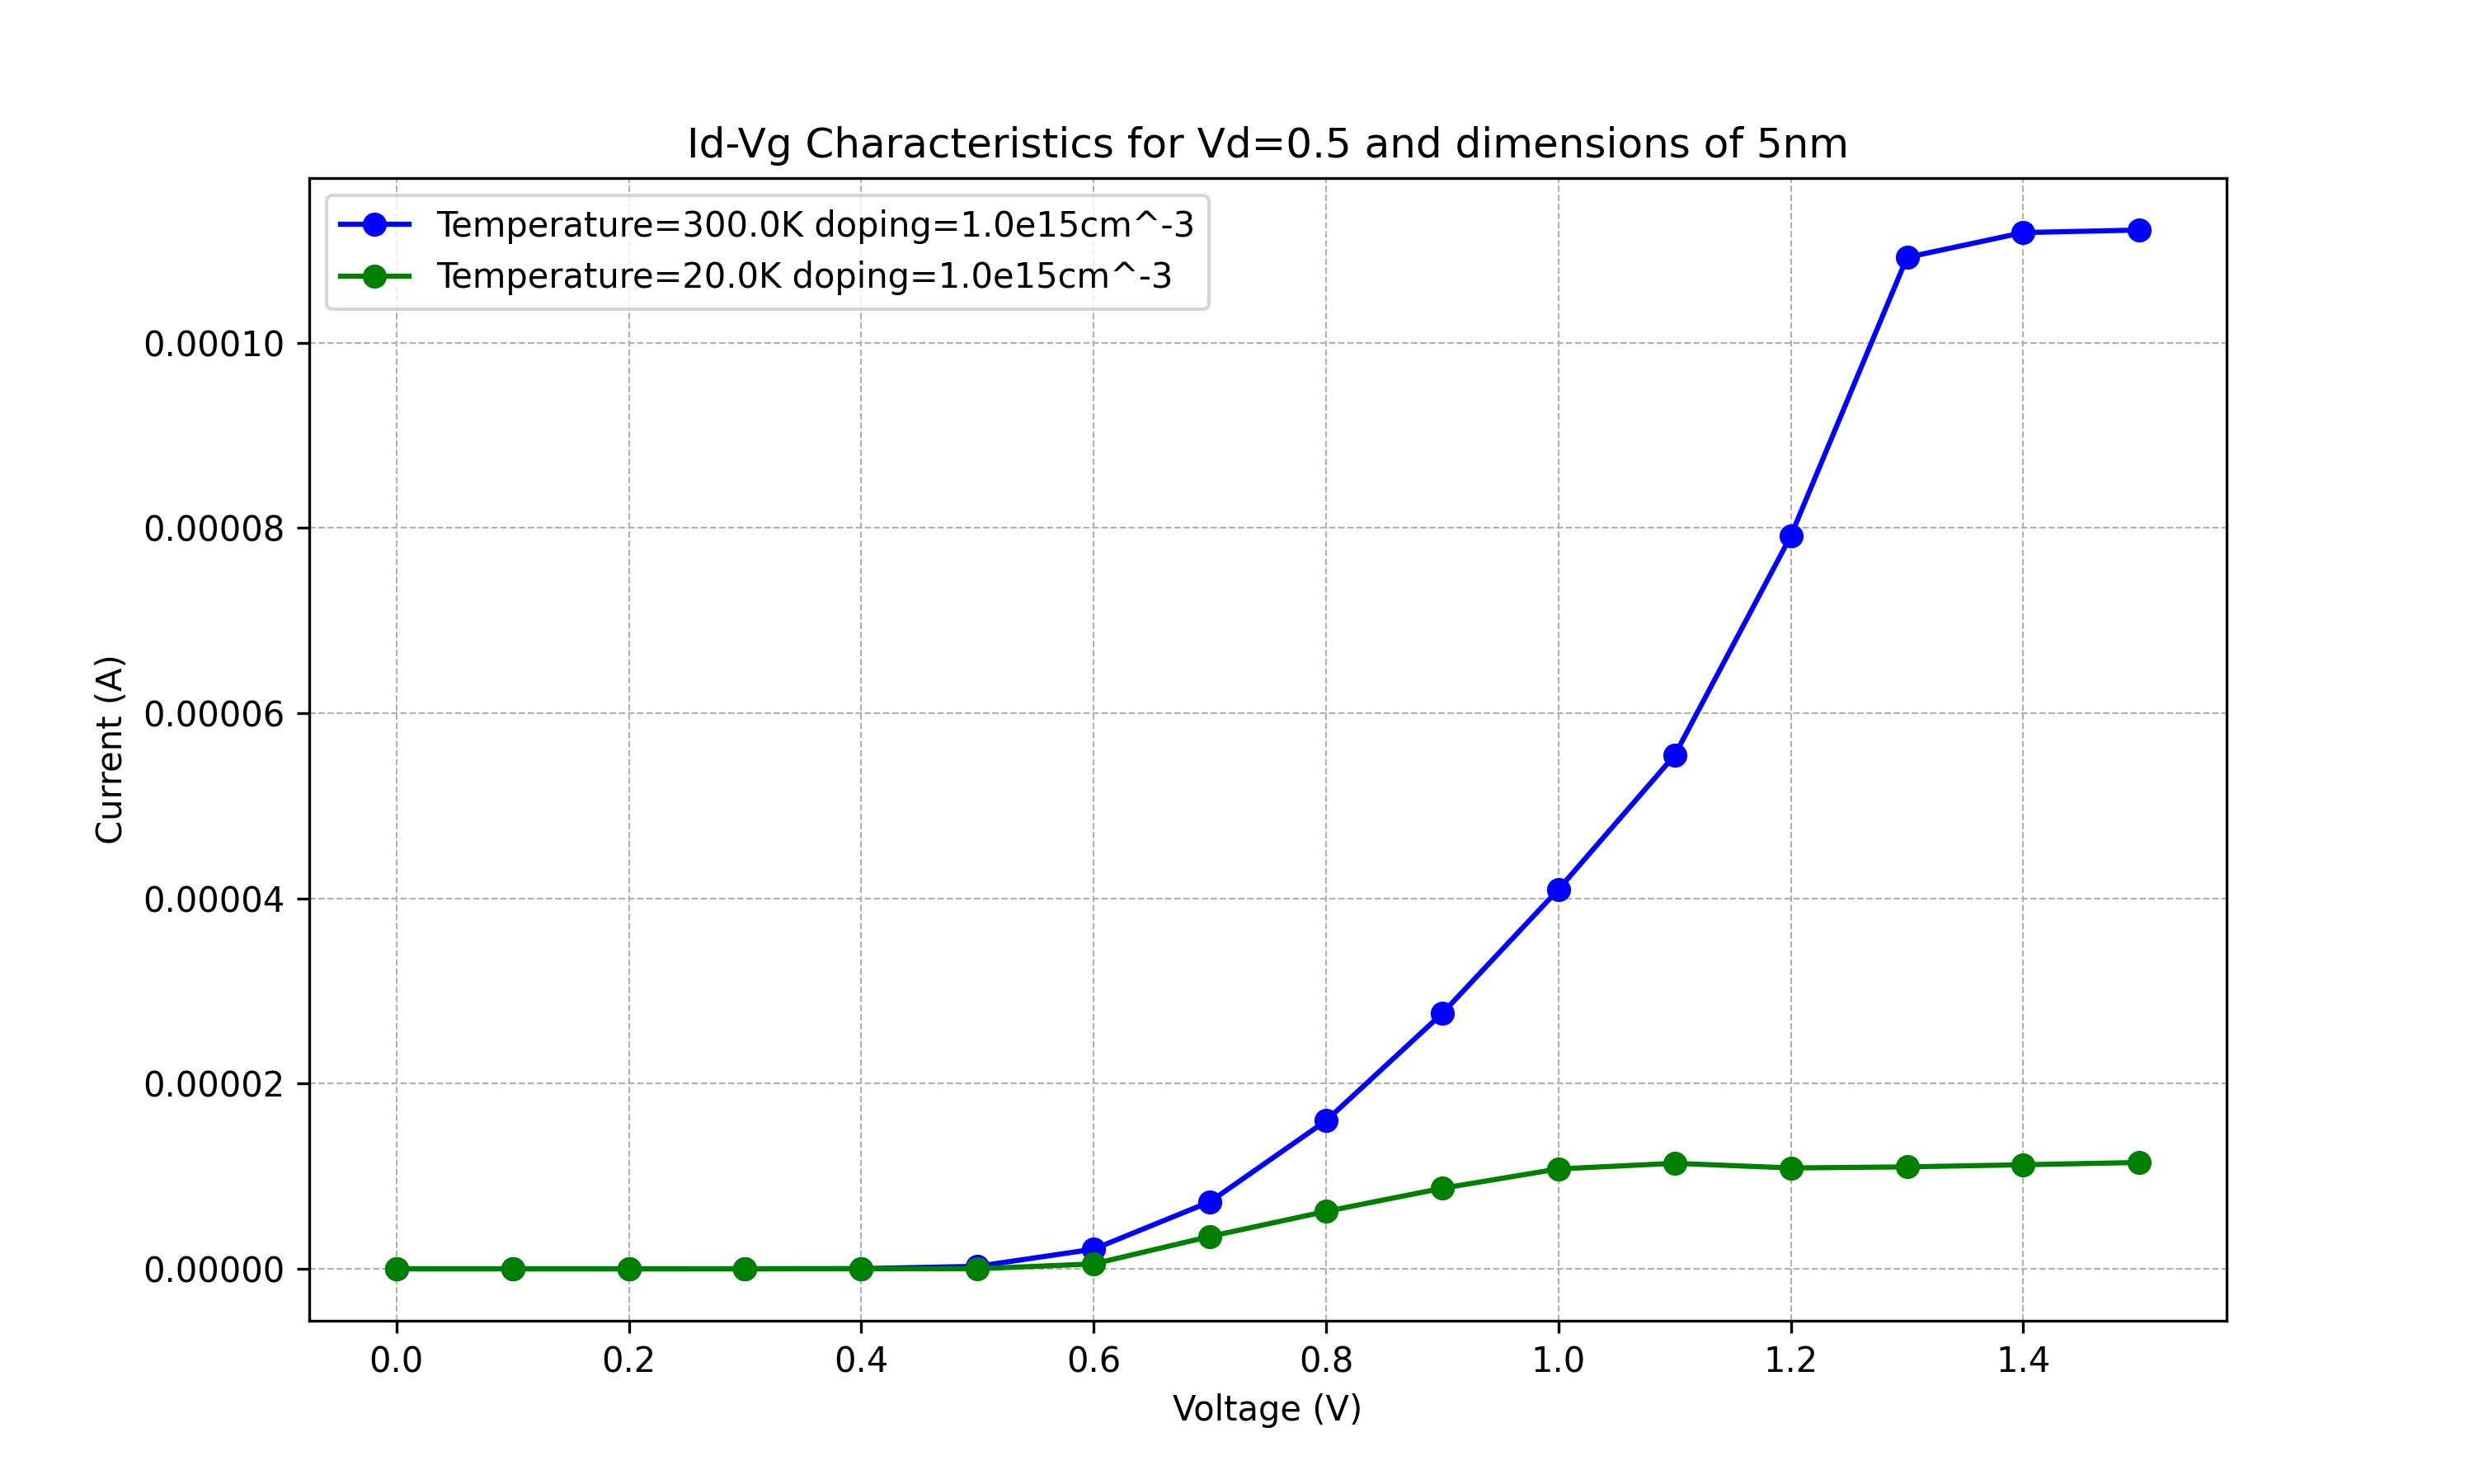 Id-Vg Characteristics for Vd=0.5 and dimensions of 5nm
Temperature=300.0K doping=1.0e15cm^-3
Temperature=20.0K doping=1.0e15cm^-3
0.00010
0.00008
0.00006
0.00004
0.00002
0.00000
Current (A)
0.0 0.2 0.4 0.6 0.8 1.0 1.2 1.4
Voltage (V)